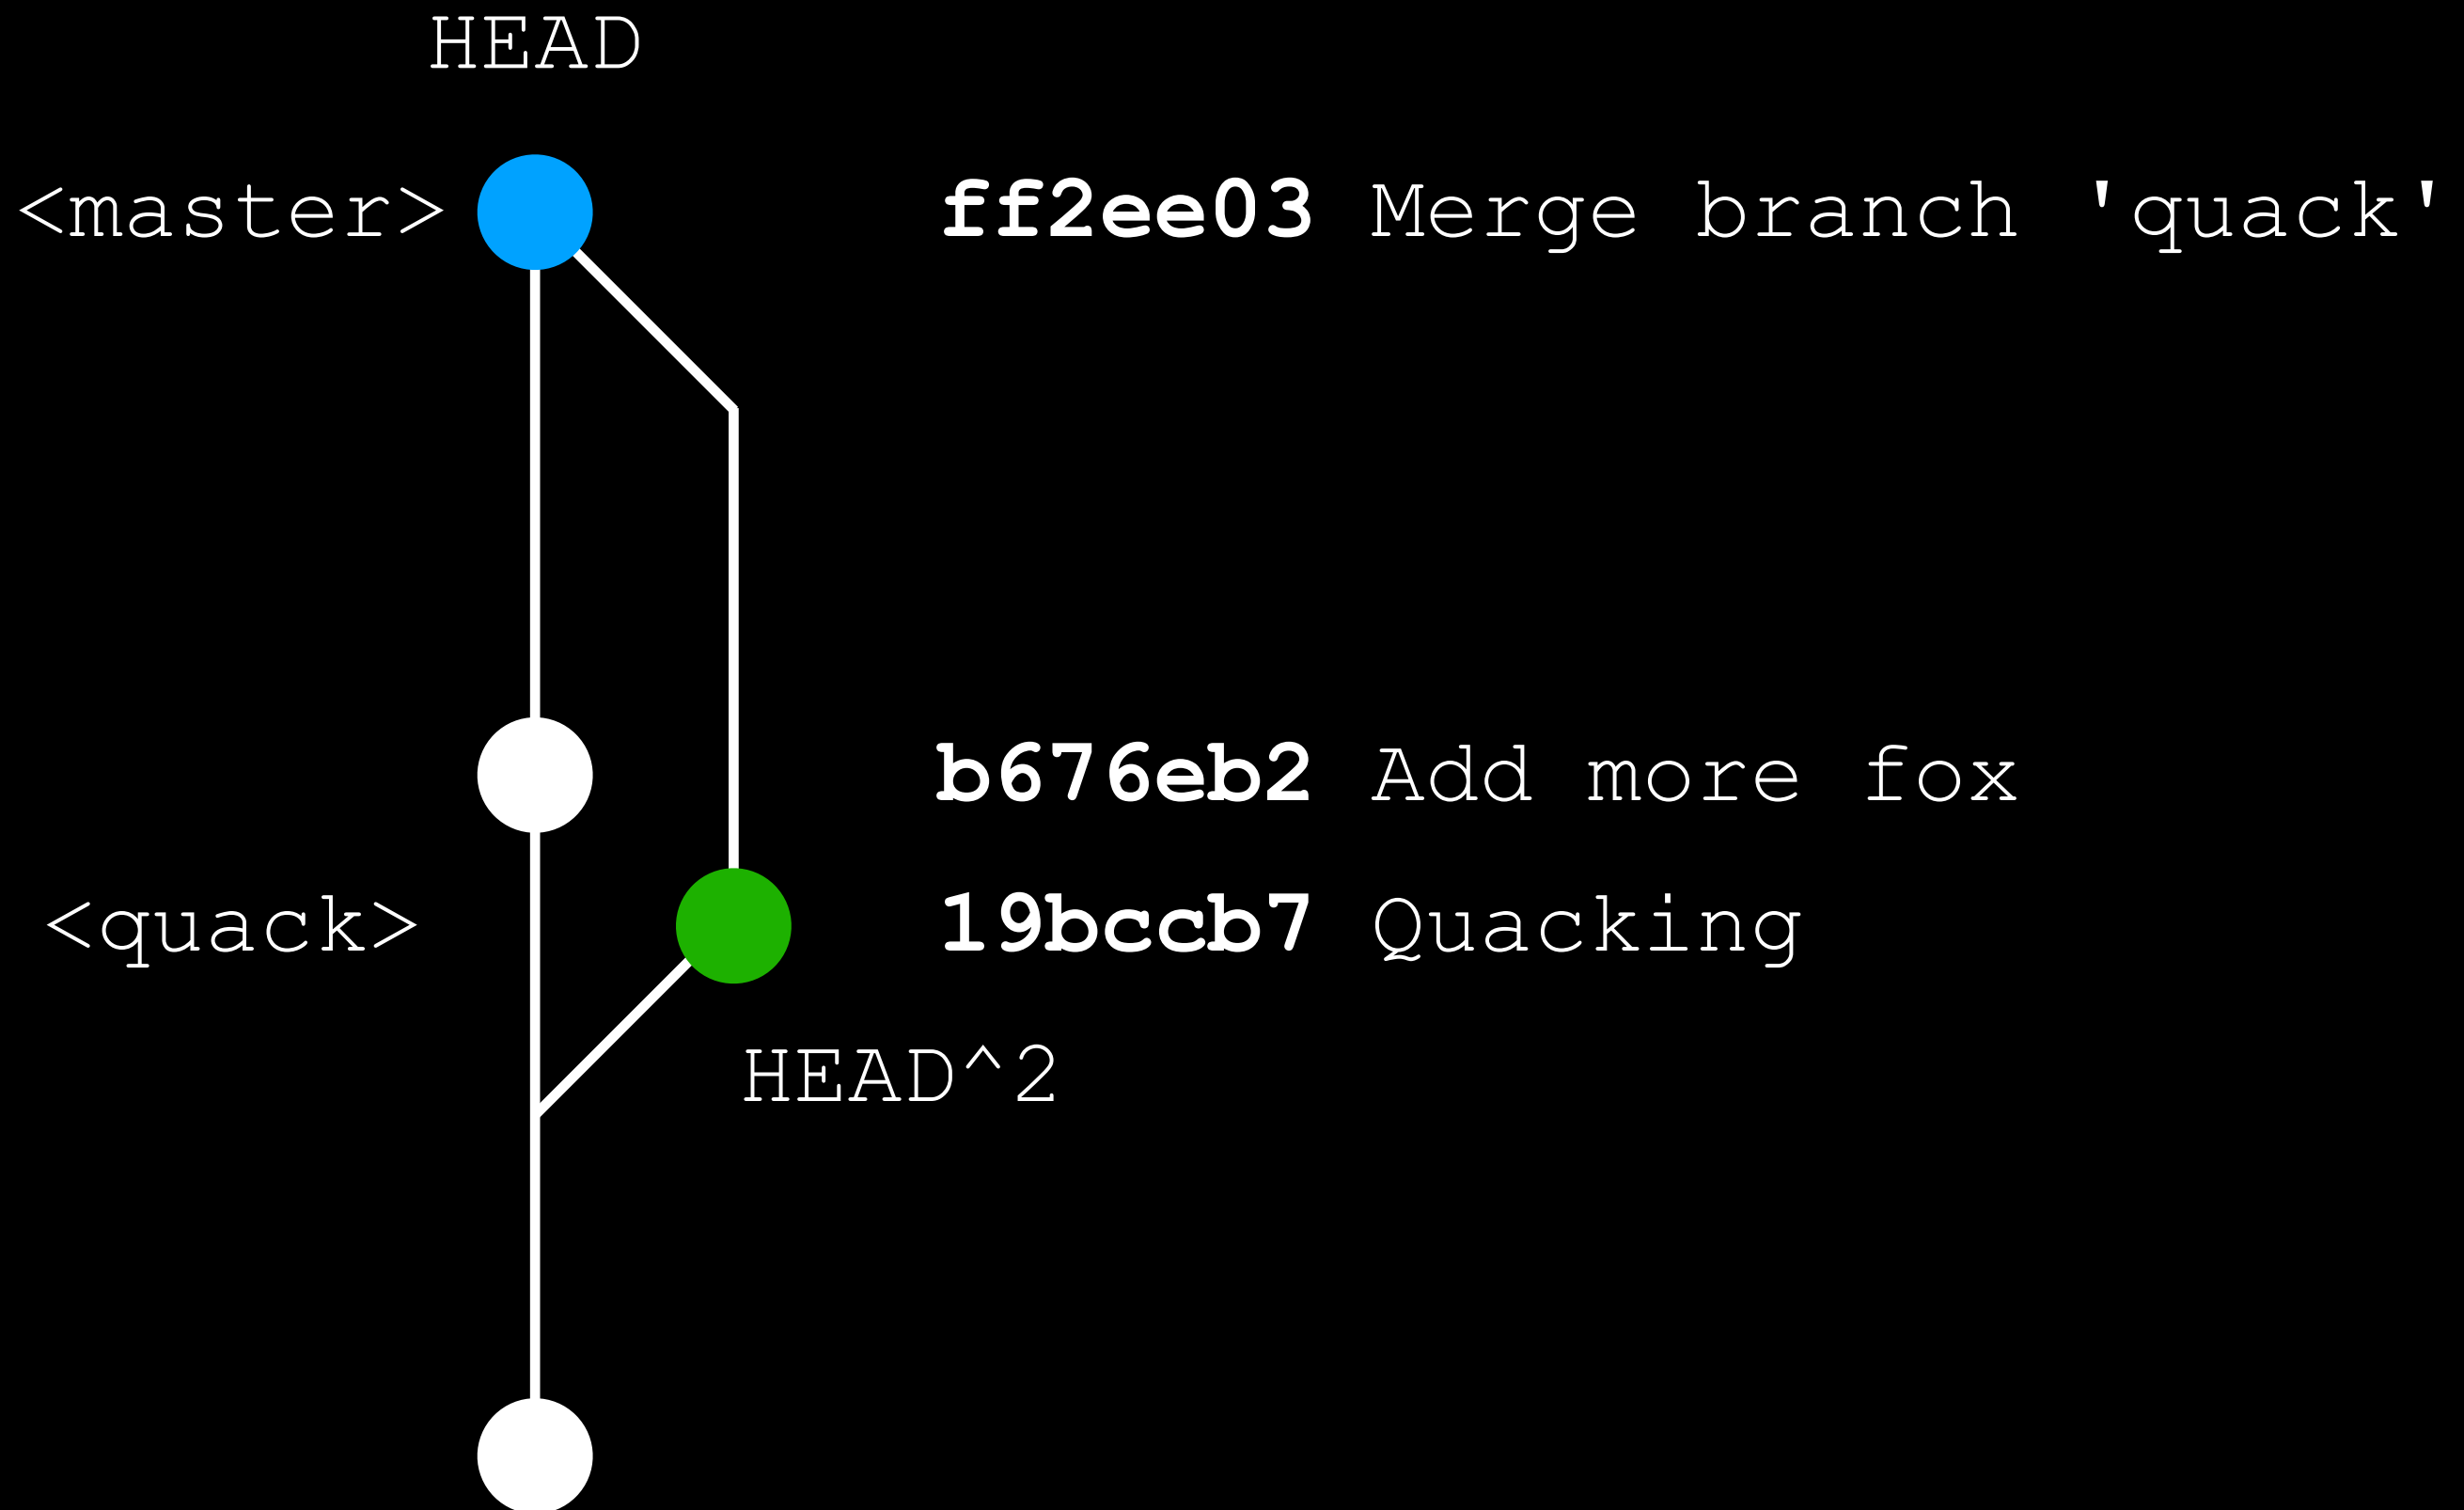 HEAD
<master> ff2ee03 Merge branch 'quack'
b676eb2 Add more fox
<quack> 19bccb7 Quacking
HEAD^2